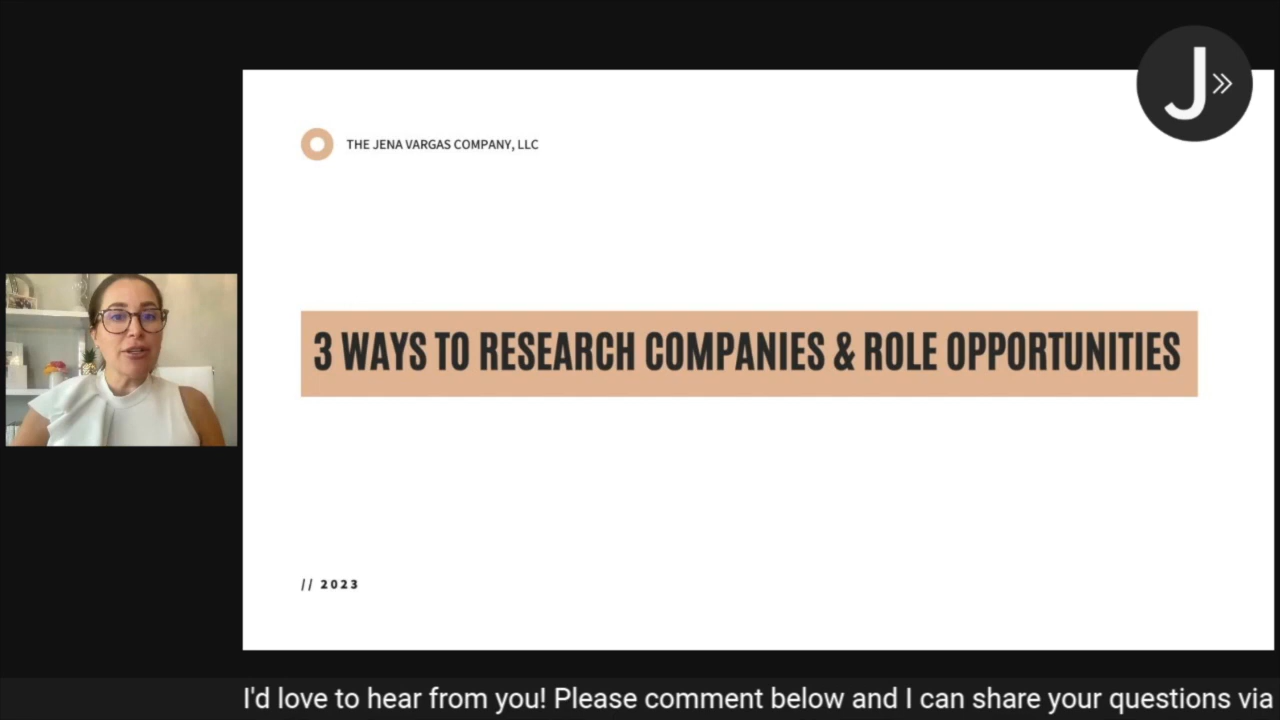 J»
THE JENA VARGAS COMPANY, LLC
3 WAYS TO RESEARCH COMPANIES & ROLE OPPORTUNITIES
// 2023
I'd love to hear from you! Please comment below and I can share your questions via